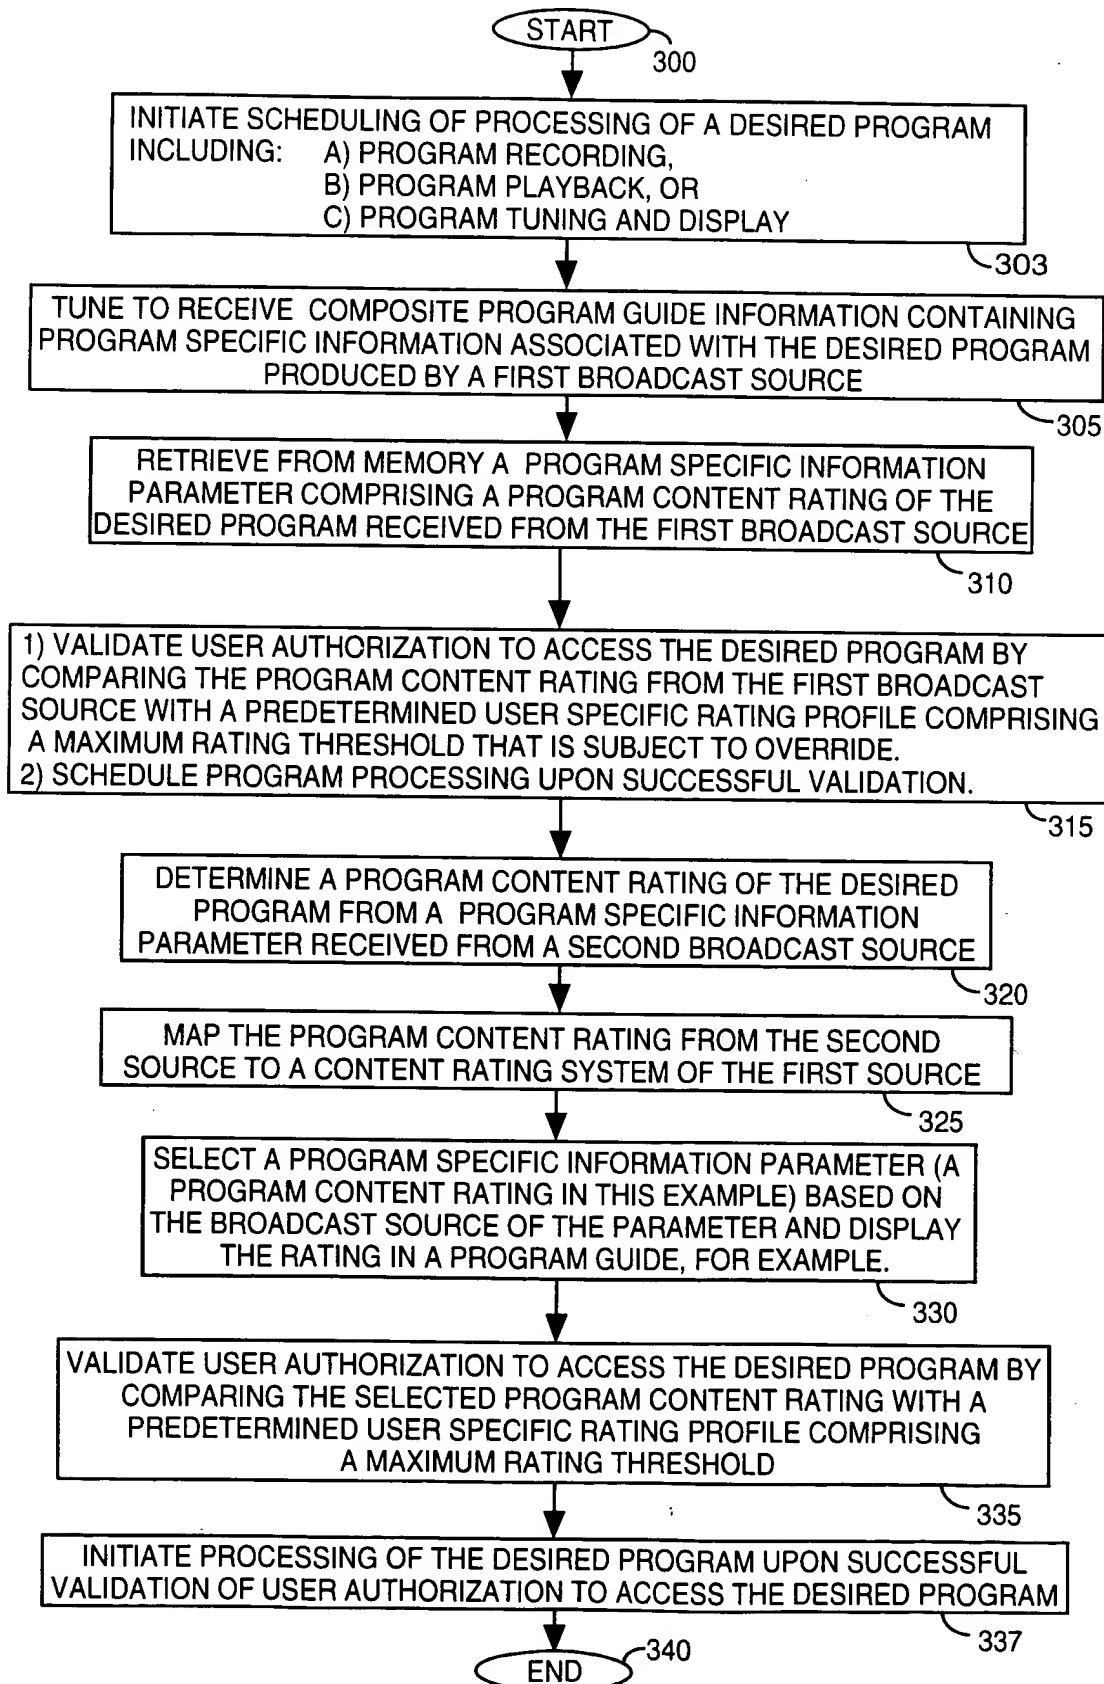 START
300
INITIATE SCHEDULING OF PROCESSING OF A DESIRED PROGRAM
INCLUDING: A) PROGRAM RECORDING,
B) PROGRAM PLAYBACK, OR
C) PROGRAM TUNING AND DISPLAY
303
TUNE TO RECEIVE COMPOSITE PROGRAM GUIDE INFORMATION CONTAINING
PROGRAM SPECIFIC INFORMATION ASSOCIATED WITH THE DESIRED PROGRAM
PRODUCED BY A FIRST BROADCAST SOURCE
305
RETRIEVE FROM MEMORY A PROGRAM SPECIFIC INFORMATION
PARAMETER COMPRISING A PROGRAM CONTENT RATING OF THE
DESIRED PROGRAM RECEIVED FROM THE FIRST BROADCAST SOURCE
310
1) VALIDATE USER AUTHORIZATION TO ACCESS THE DESIRED PROGRAM BY
COMPARING THE PROGRAM CONTENT RATING FROM THE FIRST BROADCAST
SOURCE WITH A PREDETERMINED USER SPECIFIC RATING PROFILE COMPRISING
A MAXIMUM RATING THRESHOLD THAT IS SUBJECT TO OVERRIDE.
2) SCHEDULE PROGRAM PROCESSING UPON SUCCESSFUL VALIDATION.
315
DETERMINE A PROGRAM CONTENT RATING OF THE DESIRED
PROGRAM FROM A PROGRAM SPECIFIC INFORMATION
PARAMETER RECEIVED FROM A SECOND BROADCAST SOURCE
320
MAP THE PROGRAM CONTENT RATING FROM THE SECOND
SOURCE TO A CONTENT RATING SYSTEM OF THE FIRST SOURCE
325
SELECT A PROGRAM SPECIFIC INFORMATION PARAMETER (A
PROGRAM CONTENT RATING IN THIS EXAMPLE) BASED ON
THE BROADCAST SOURCE OF THE PARAMETER AND DISPLAY
THE RATING IN A PROGRAM GUIDE, FOR EXAMPLE.
330
VALIDATE USER AUTHORIZATION TO ACCESS THE DESIRED PROGRAM BY
COMPARING THE SELECTED PROGRAM CONTENT RATING WITH A
PREDETERMINED USER SPECIFIC RATING PROFILE COMPRISING
A MAXIMUM RATING THRESHOLD
335
INITIATE PROCESSING OF THE DESIRED PROGRAM UPON SUCCESSFUL
VALIDATION OF USER AUTHORIZATION TO ACCESS THE DESIRED PROGRAM
337
END
340